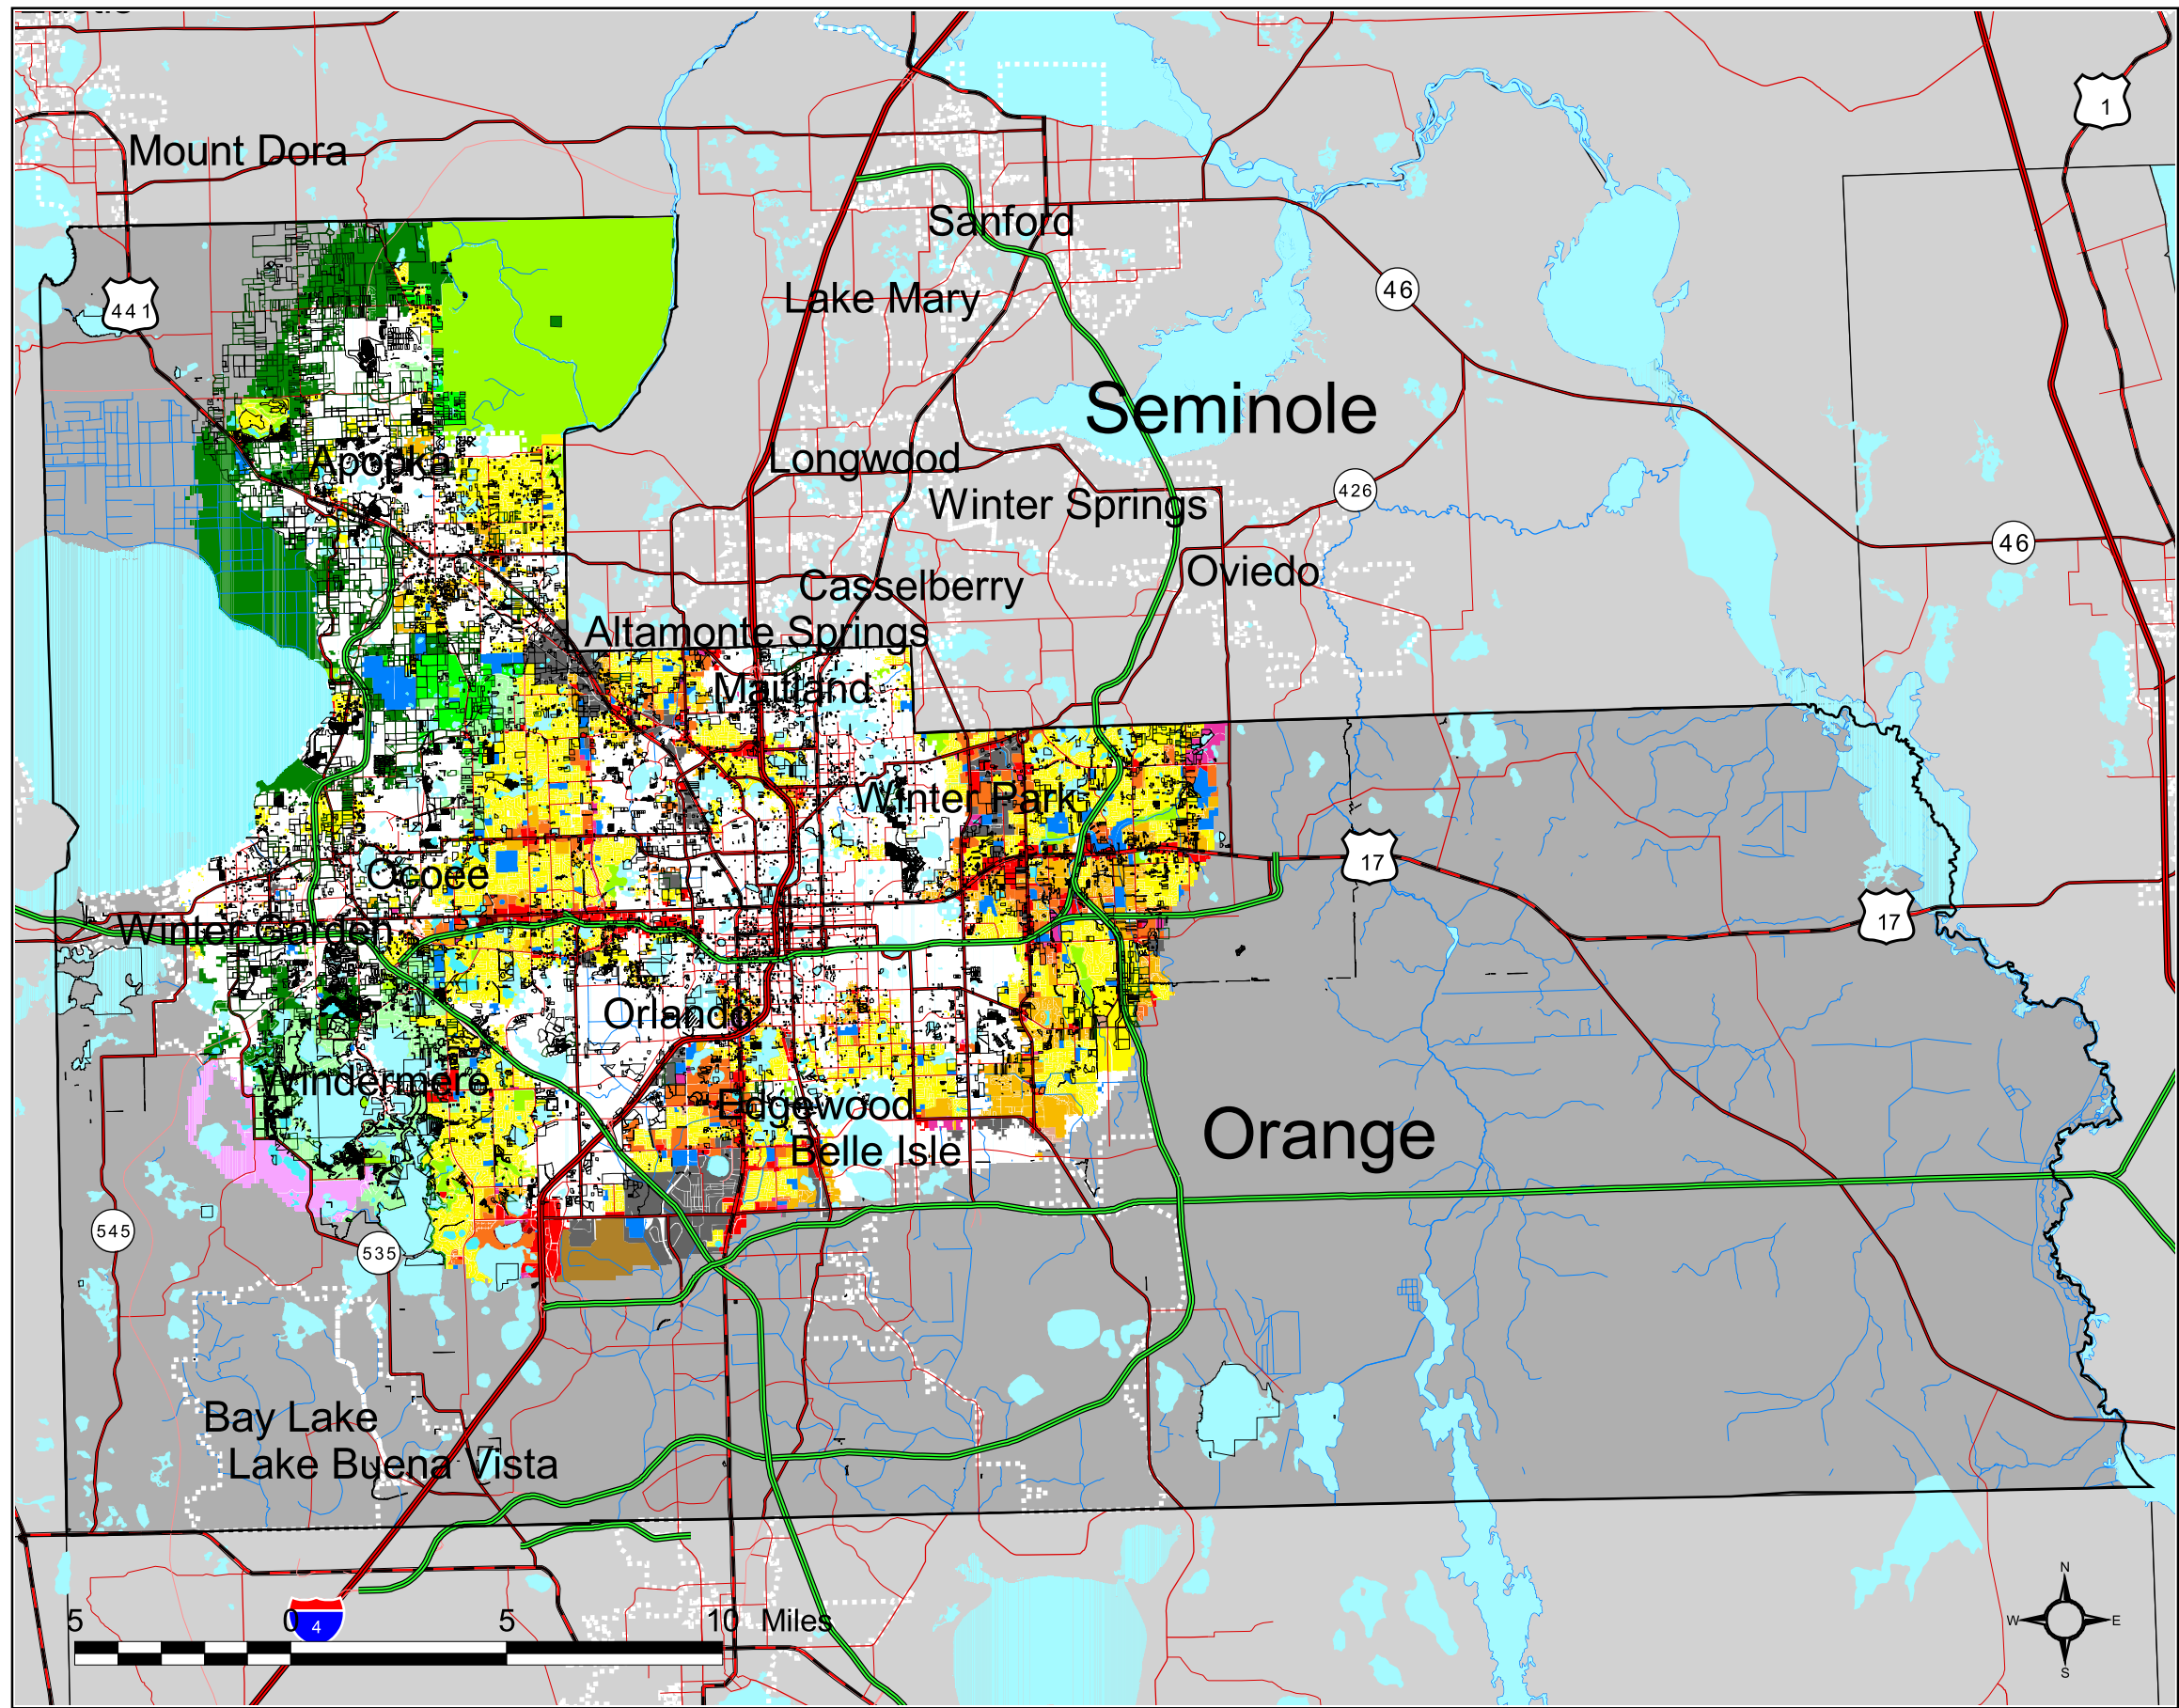 1
Mount Dora
Sanford
46
Lake Mary
441
Seminole
Apopka
Longwood
426
Winter Springs
46
Oviedo
Casselberry
Altamonte Springs
Maitland
Winter Park
17
Ocoee
17
Winter Garden
Orlando
Windermere
Edgewood
Orange
Belle Isle
545
535
Bay Lake
Lake Buena Vista
N
W E
S
5 0 5 10 Miles
4